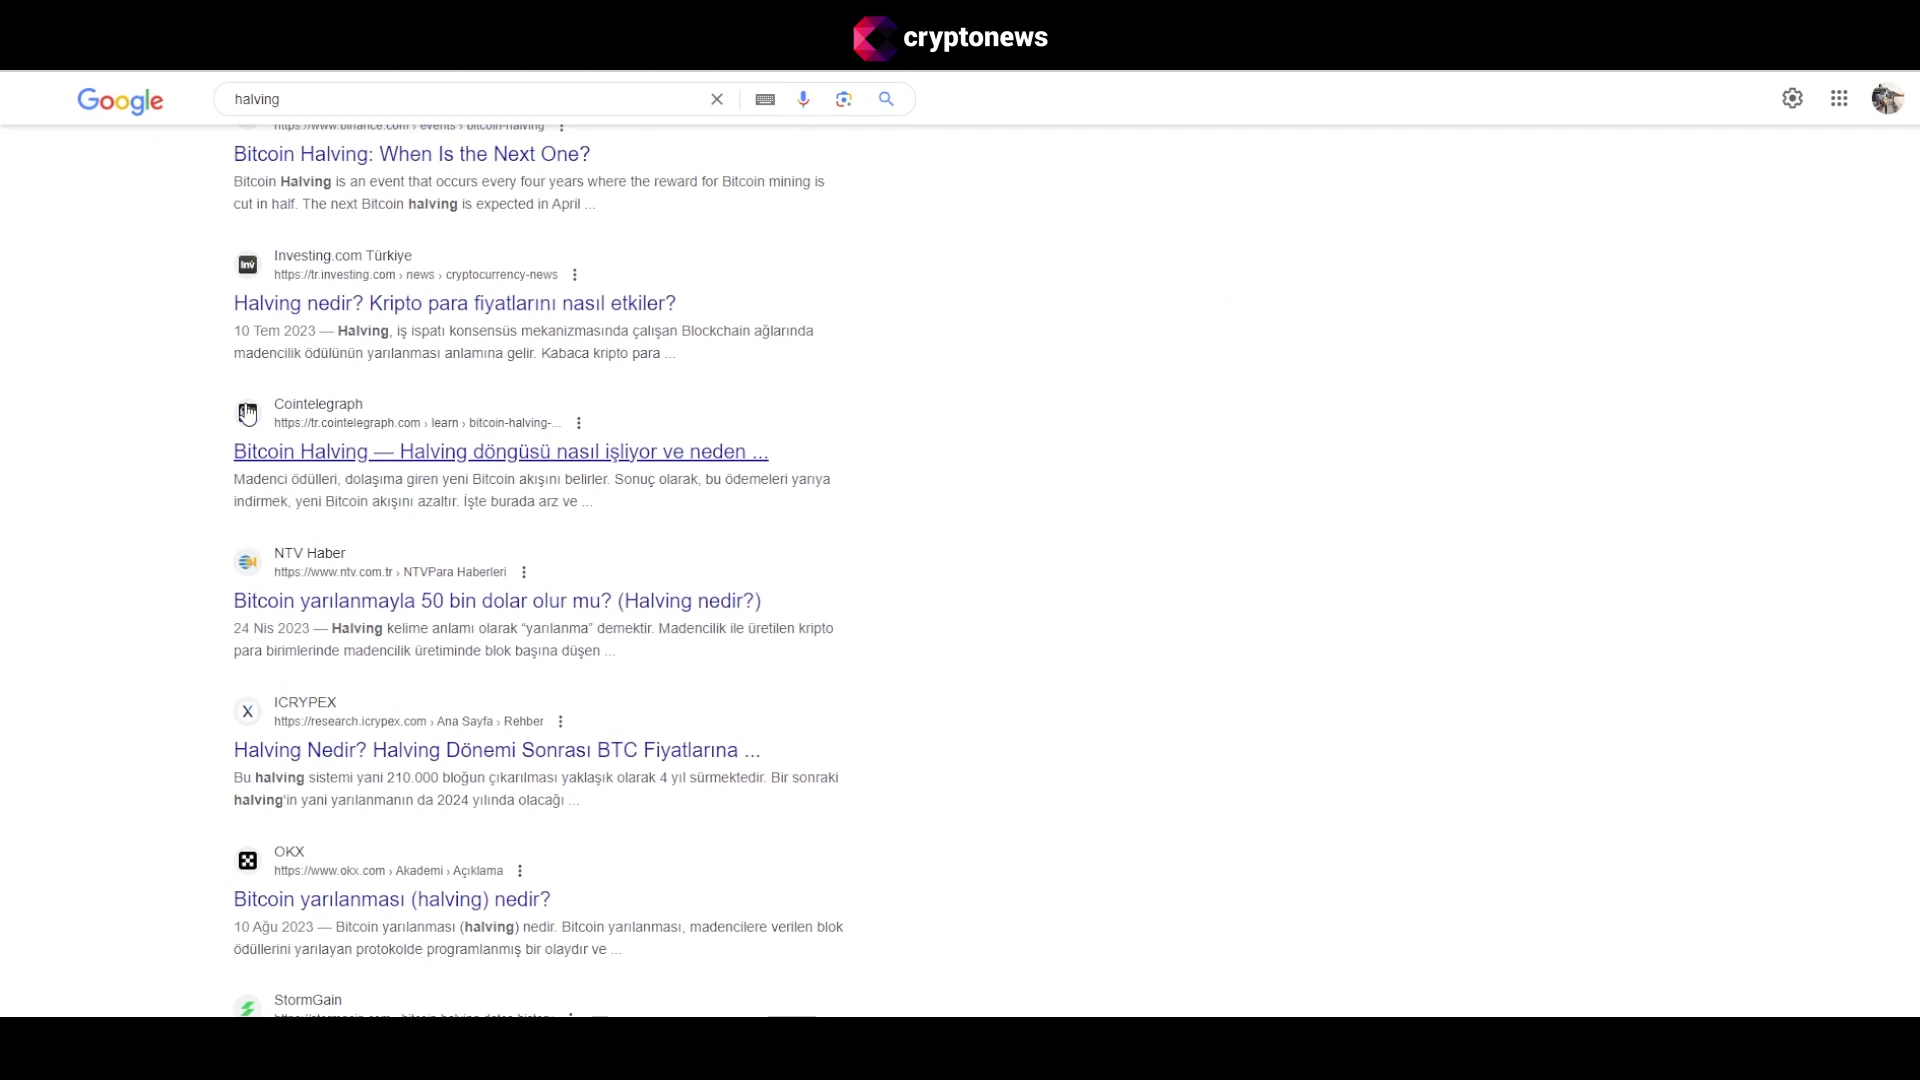 cryptonews
Google
halving
https://www.binance.com › events › bitcoin-halving
Bitcoin Halving: When Is the Next One?
Bitcoin Halving is an event that occurs every four years where the reward for Bitcoin mining is
cut in half. The next Bitcoin halving is expected in April ...
Investing.com Türkiye
https://tr.investing.com › news › cryptocurrency-news
Halving nedir? Kripto para fiyatlarını nasıl etkiler?
10 Tem 2023 — Halving, iş ispatı konsensüs mekanizmasında çalışan Blockchain ağlarında
madencilik ödülünün yarılanması anlamına gelir. Kabaca kripto para ...
Cointelegraph
https://tr.cointelegraph.com › learn › bitcoin-halving-...
Bitcoin Halving — Halving döngüsü nasıl işliyor ve neden ...
Madenci ödülleri, dolaşıma giren yeni Bitcoin akışını belirler. Sonuç olarak, bu ödemeleri yarıya
indirmek, yeni Bitcoin akışını azaltır. İşte burada arz ve ...
NTV Haber
https://www.ntv.com.tr › NTVPara Haberleri
Bitcoin yarılanmayla 50 bin dolar olur mu? (Halving nedir?)
24 Nis 2023 — Halving kelime anlamı olarak “yarılanma” demektir. Madencilik ile üretilen kripto
para birimlerinde madencilik üretiminde blok başına düşen ...
ICRYPEX
https://research.icrypex.com › Ana Sayfa › Rehber
Halving Nedir? Halving Dönemi Sonrası BTC Fiyatlarına ...
Bu halving sistemi yani 210.000 bloğun çıkarılması yaklaşık olarak 4 yıl sürmektedir. Bir sonraki
halving'in yani yarılanmanın da 2024 yılında olacağı ...
OKX
https://www.okx.com › Akademi › Açıklama
Bitcoin yarılanması (halving) nedir?
10 Ağu 2023 — Bitcoin yarılanması (halving) nedir. Bitcoin yarılanması, madencilere verilen blok
ödüllerini yarılayan protokolde programlanmış bir olaydır ve ...
StormGain